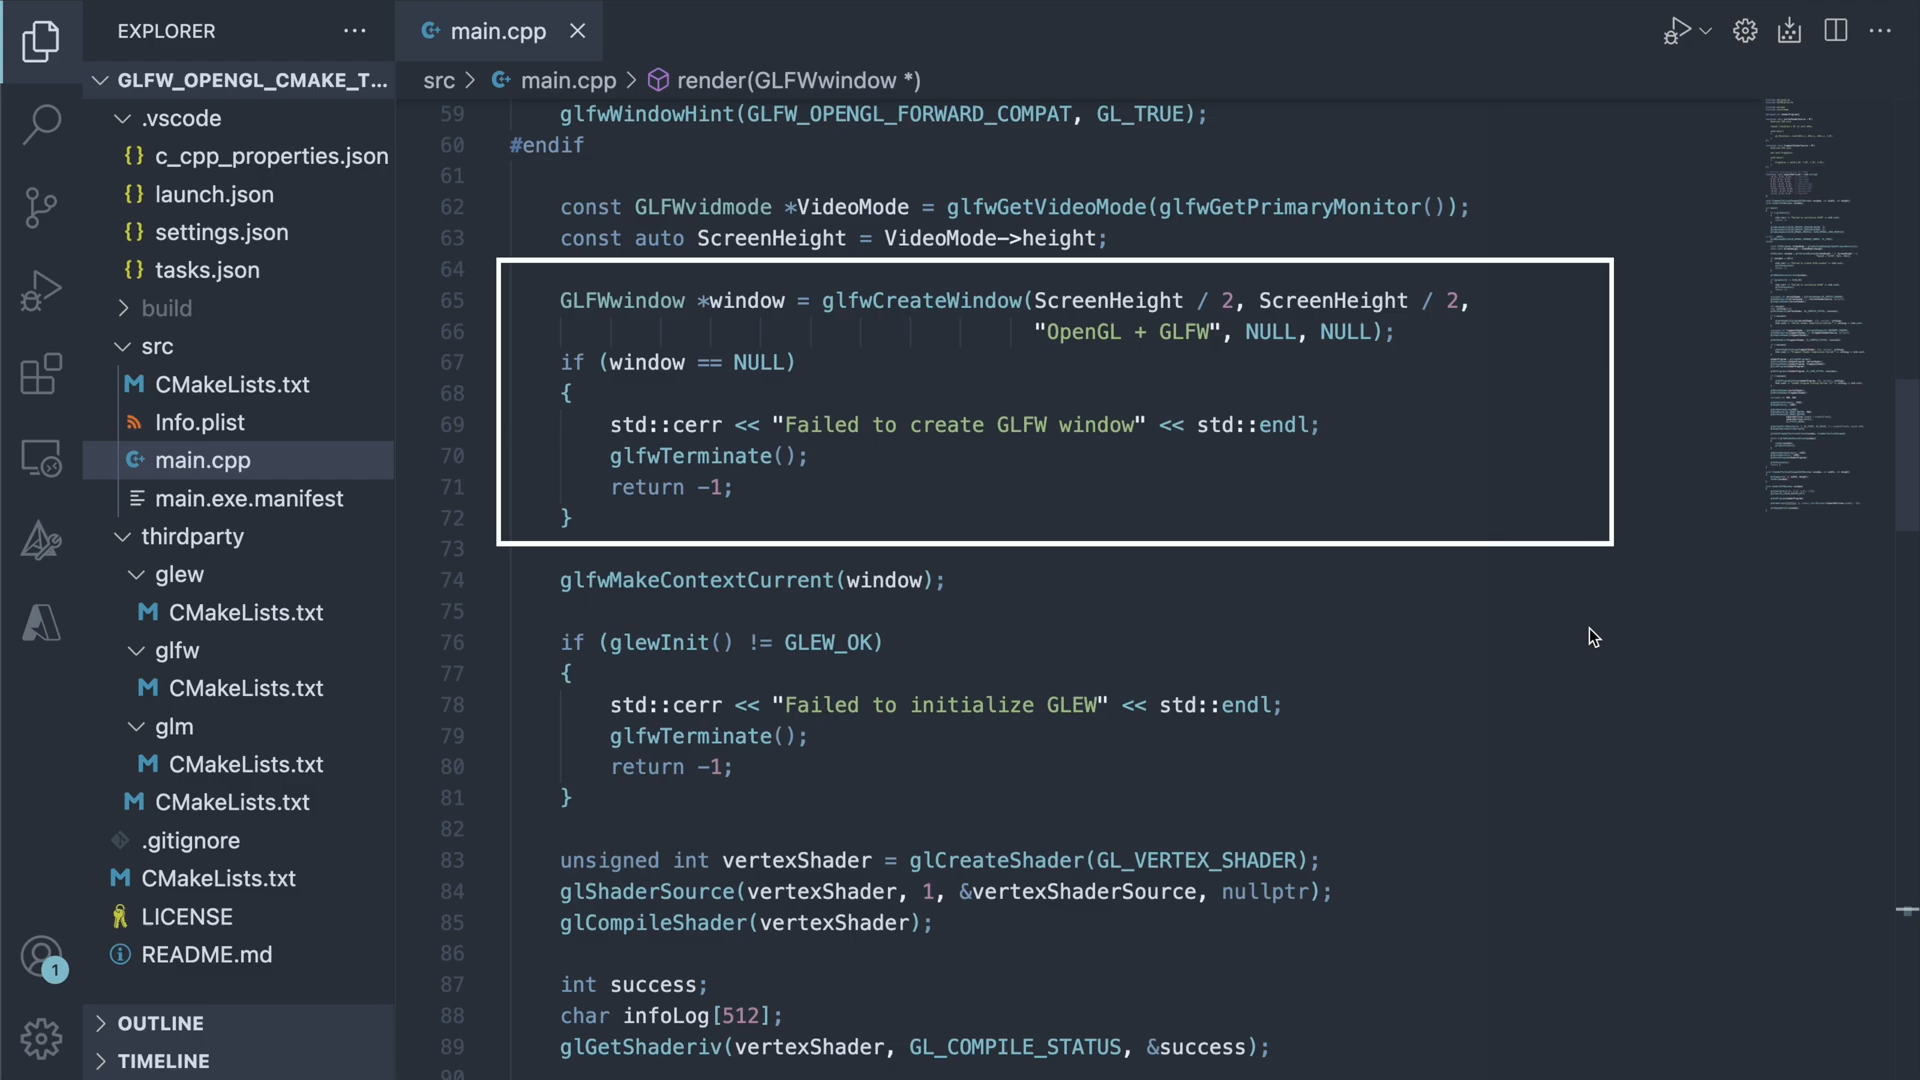 EXPLORER
main.cpp
GLFW_OPENGL_CMAKE_T...
src > main.cpp > render(GLFWwindow *)
.vscode
c_cpp_properties.json
launch.json
settings.json
tasks.json
build
src
CMakeLists.txt
Info.plist
main.cpp
main.exe.manifest
thirdparty
glew
CMakeLists.txt
glfw
CMakeLists.txt
glm
CMakeLists.txt
CMakeLists.txt
.gitignore
CMakeLists.txt
LICENSE
README.md
1
OUTLINE
TIMELINE
59 glfwWindowHint(GLFW_OPENGL_FORWARD_COMPAT, GL_TRUE);
60 #endif
61
62 const GLFWvidmode *VideoMode = glfwGetVideoMode(glfwGetPrimaryMonitor());
63 const auto ScreenHeight = VideoMode->height;
64
65 GLFWwindow *window = glfwCreateWindow(ScreenHeight / 2, ScreenHeight / 2,
66 "OpenGL + GLFW", NULL, NULL);
67 if (window == NULL)
68 {
69 std::cerr << "Failed to create GLFW window" << std::endl;
70 glfwTerminate();
71 return -1;
72 }
73
74 glfwMakeContextCurrent(window);
75
76 if (glewInit() != GLEW_OK)
77 {
78 std::cerr << "Failed to initialize GLEW" << std::endl;
79 glfwTerminate();
80 return -1;
81 }
82
83 unsigned int vertexShader = glCreateShader(GL_VERTEX_SHADER);
84 glShaderSource(vertexShader, 1, &vertexShaderSource, nullptr);
85 glCompileShader(vertexShader);
86
87 int success;
88 char infoLog[512];
89 glGetShaderiv(vertexShader, GL_COMPILE_STATUS, &success);
90